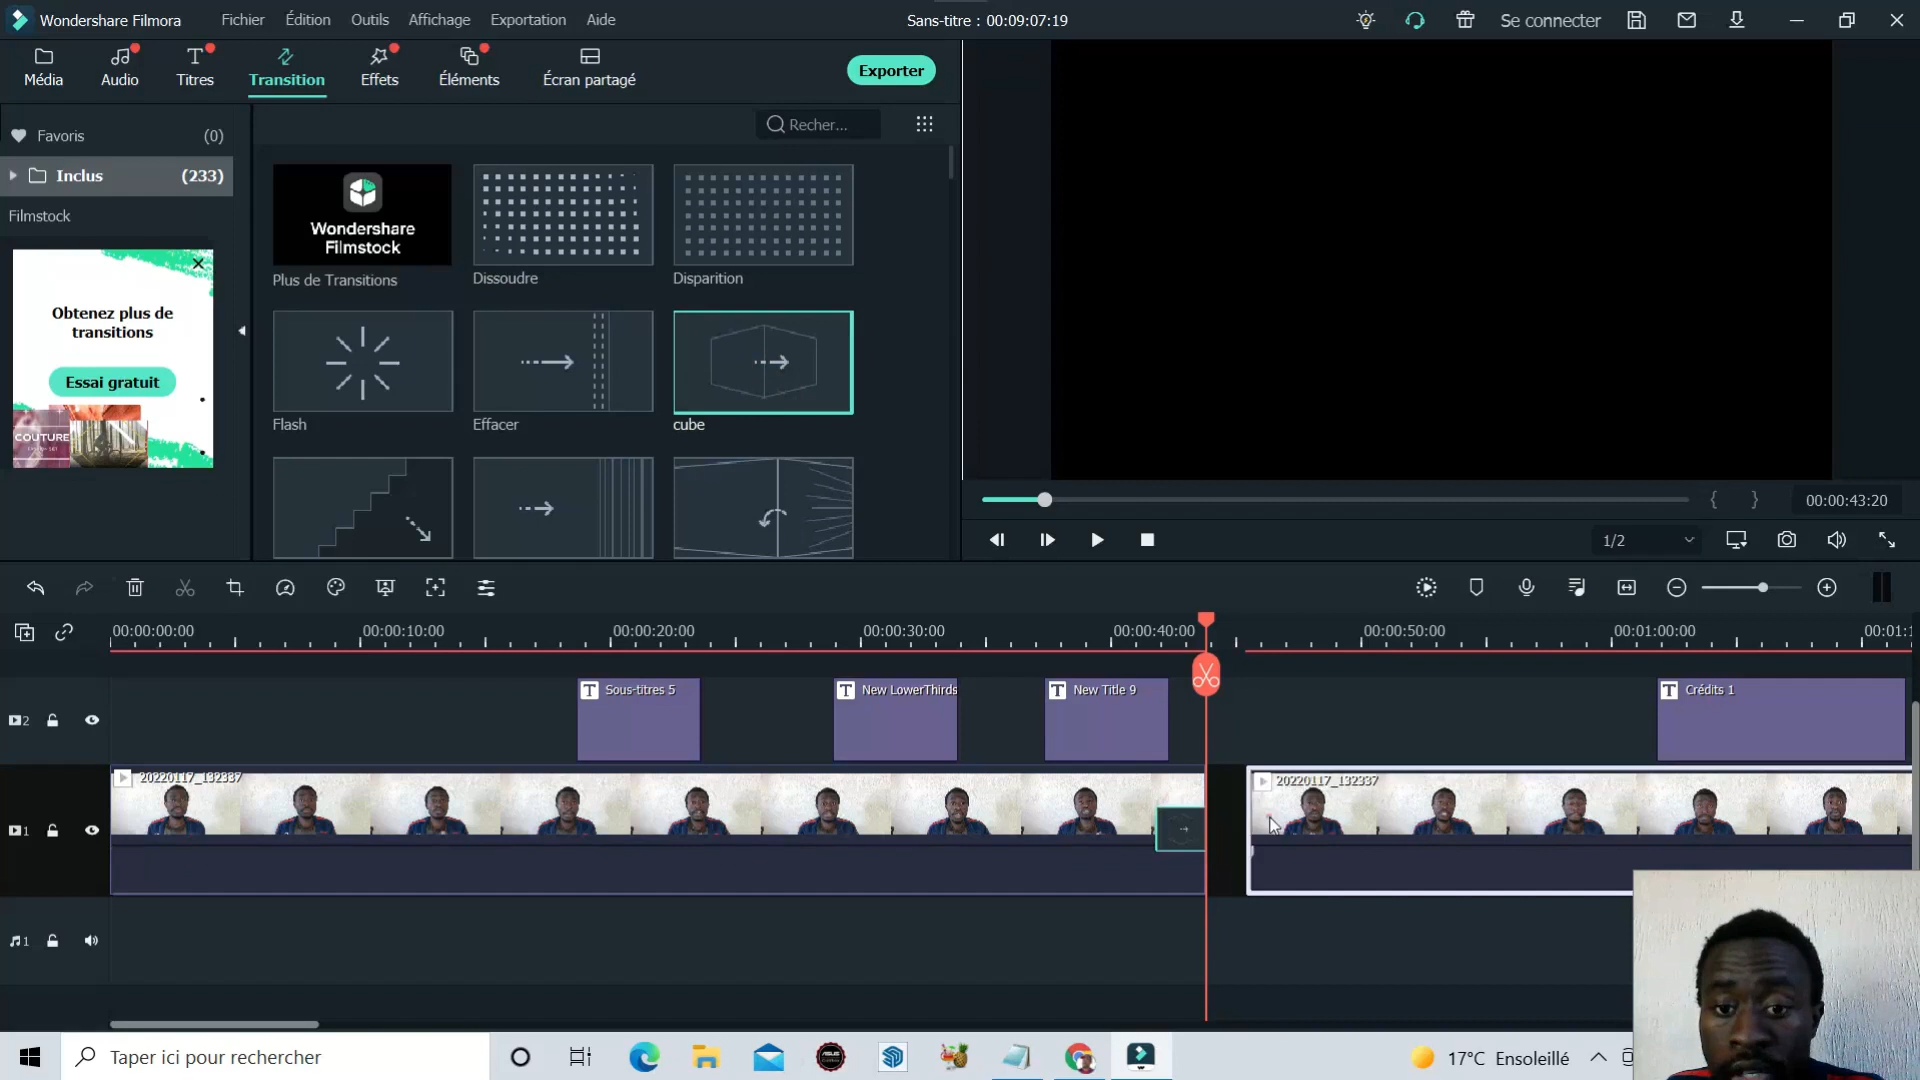 Wondershare Filmora
Fichier
Édition
Outils
Affichage
Exportation
Aide
Sans-titre : 00:09:07:19
Se connecter
Média
Audio
Titres
Transition
Effets
Éléments
Écran partagé
Exporter
Favoris
(0)
Inclus
(233)
Filmstock
Recher...
Obtenez plus de
transitions
Essai gratuit
COUTURE
Wondershare
Filmstock
Plus de Transitions
Dissoudre
Disparition
Flash
Effacer
cube
{ }
00:00:43:20
1/2
00:00:00:00
00:00:10:00
00:00:20:00
00:00:30:00
00:00:40:00
00:00:50:00
00:01:00:00
00:01:1
2
T Sous-titres 5
T New LowerThirds
T New Title 9
T Crédits 1
1
20220117_132337
20220117_132337
1
Taper ici pour rechercher
17°C Ensoleillé